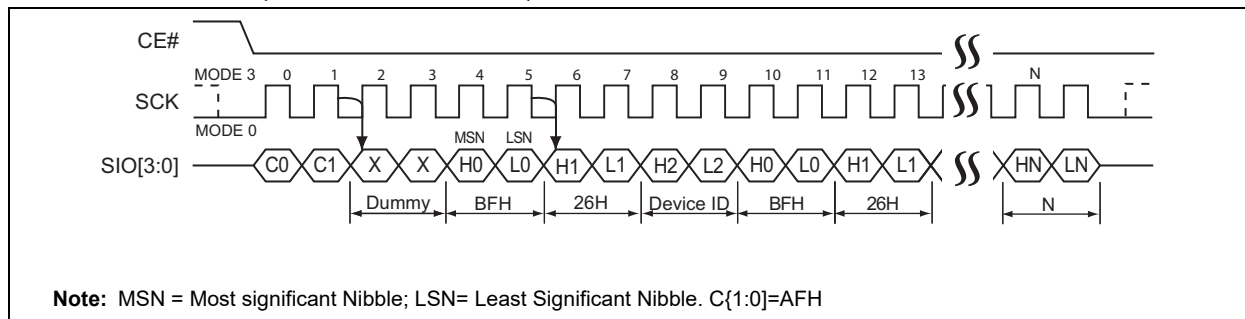 CE#
MODE 3 0 1 2 3 4 5 6 7 8 9 10 11 12 13 N
SCK
MODE 0
MSN LSN
SIO[3:0] C0 C1 X X H0 L0 H1 L1 H2 L2 H0 L0 H1 L1 HN LN
Dummy BFH 26H Device ID BFH 26H N
Note: MSN = Most significant Nibble; LSN= Least Significant Nibble. C{1:0]=AFH